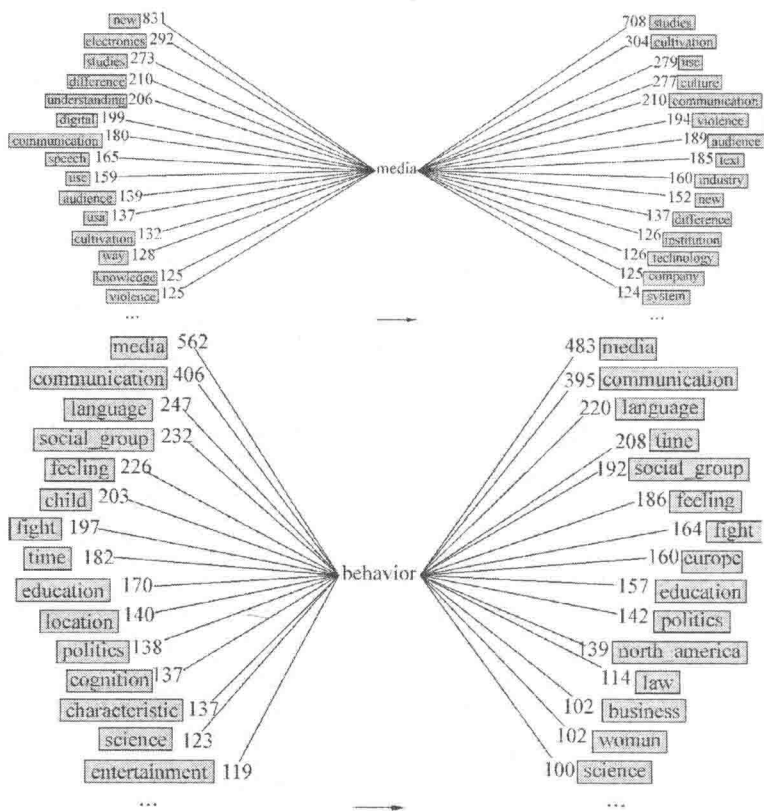 new 831
electronics 292
studies 273
difference 210
understanding 206
digital 199
communication 180
speech 165
use 159
audience 139
usa 137
cultivation 132
way 128
knowledge 125
violence 125
...
media
708 studies
304 cultivation
279 use
277 culture
210 communication
194 violence
189 audience
185 text
160 industry
152 new
137 difference
126 institution
126 technology
125 company
124 system
...
media 562
communication 406
language 247
social_group 232
feeling 226
child 203
fight 197
time 182
education 170
location 140
politics 138
cognition 137
characteristic 137
science 123
entertainment 119
...
behavior
483 media
395 communication
220 language
208 time
192 social_group
186 feeling
164 fight
160 europe
157 education
142 politics
139 north_america
114 law
102 business
102 woman
100 science
...